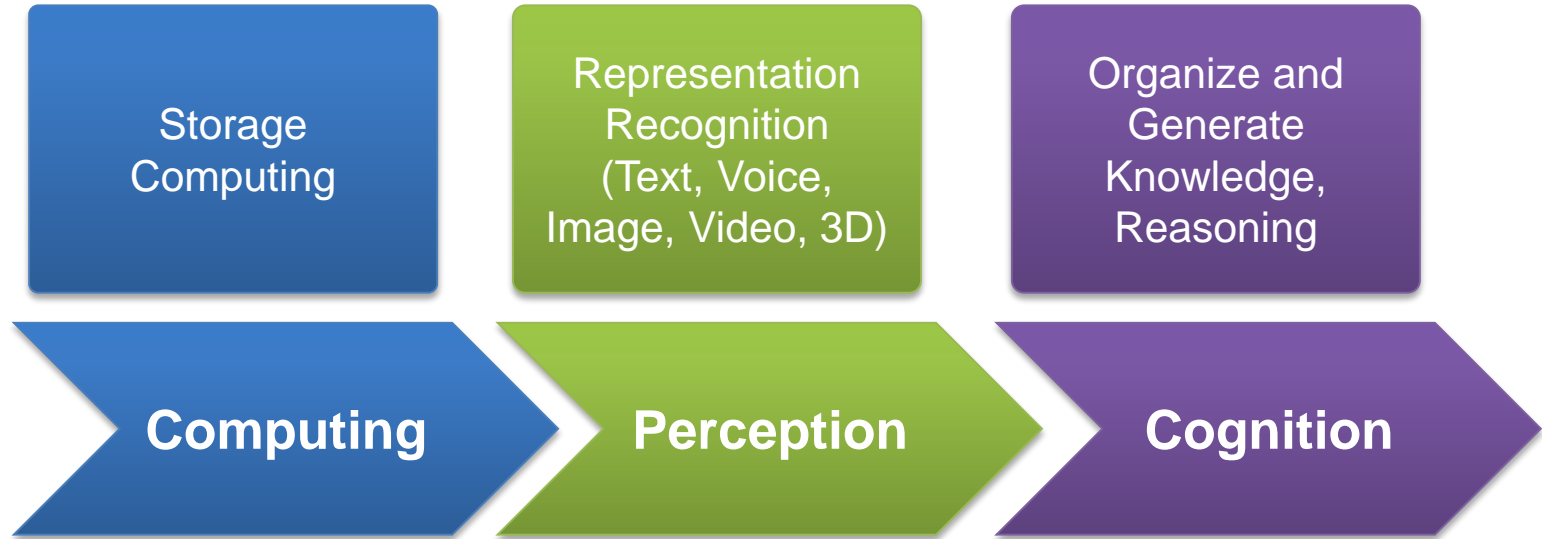 Storage
Computing
Representation
Recognition
(Text, Voice,
Image, Video, 3D)
Organize and
Generate
Knowledge,
Reasoning
Computing
Perception
Cognition